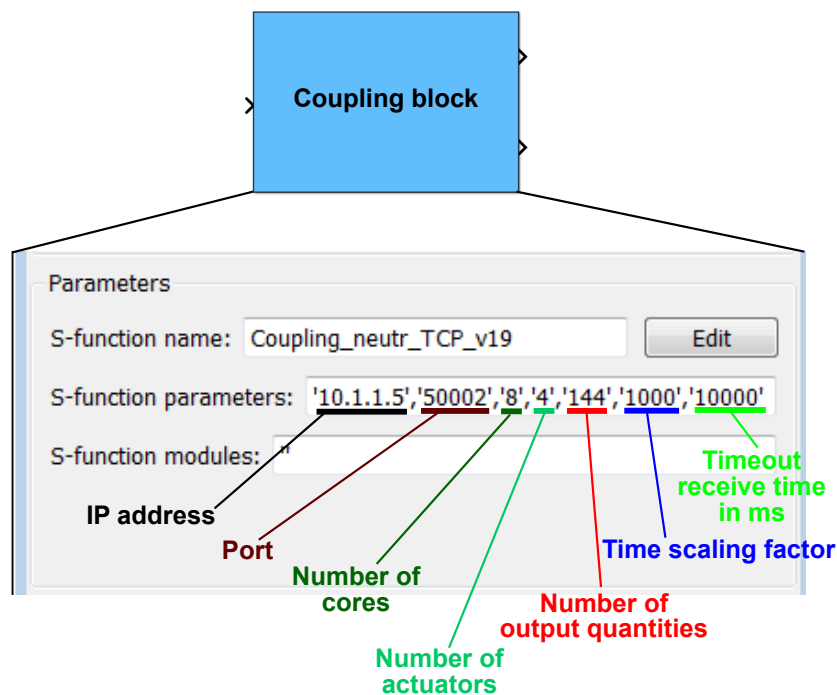 Coupling block
Parameters
S-function name: Coupling_neutr_TCP_v19 Edit
S-function parameters: '10.1.1.5','50002','8','4','144','1000','10000'
S-function modules: ''
Timeout
receive time
in ms
IP address
Port
Time scaling factor
Number of
cores
Number of
output quantities
Number of
actuators